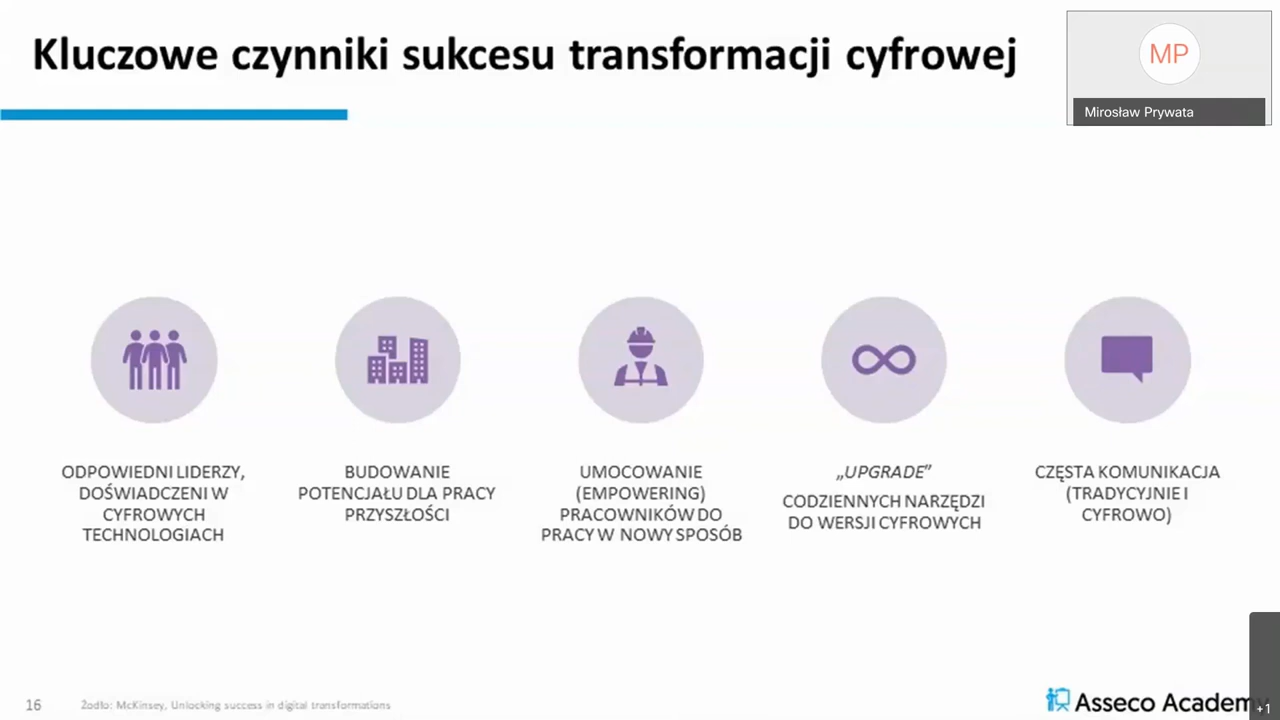 Kluczowe czynniki sukcesu transformacji cyfrowej
MP
Mirosław Prywata
ODPOWIEDNI LIDERZY,
DOŚWIADCZENI W
CYFROWYCH
TECHNOLOGIACH
BUDOWANIE
POTENCJAŁU DLA PRACY
PRZYSZŁOŚCI
UMOCOWANIE
(EMPOWERING)
PRACOWNIKÓW DO
PRACY W NOWY SPOSÓB
„UPGRADE”
CODZIENNYCH NARZĘDZI
DO WERSJI CYFROWYCH
CZĘSTA KOMUNIKACJA
(TRADYCYJNIE I
CYFROWO)
16
Żodło: McKinsey, Unlocking success in digital transformations
Asseco Academy
+1